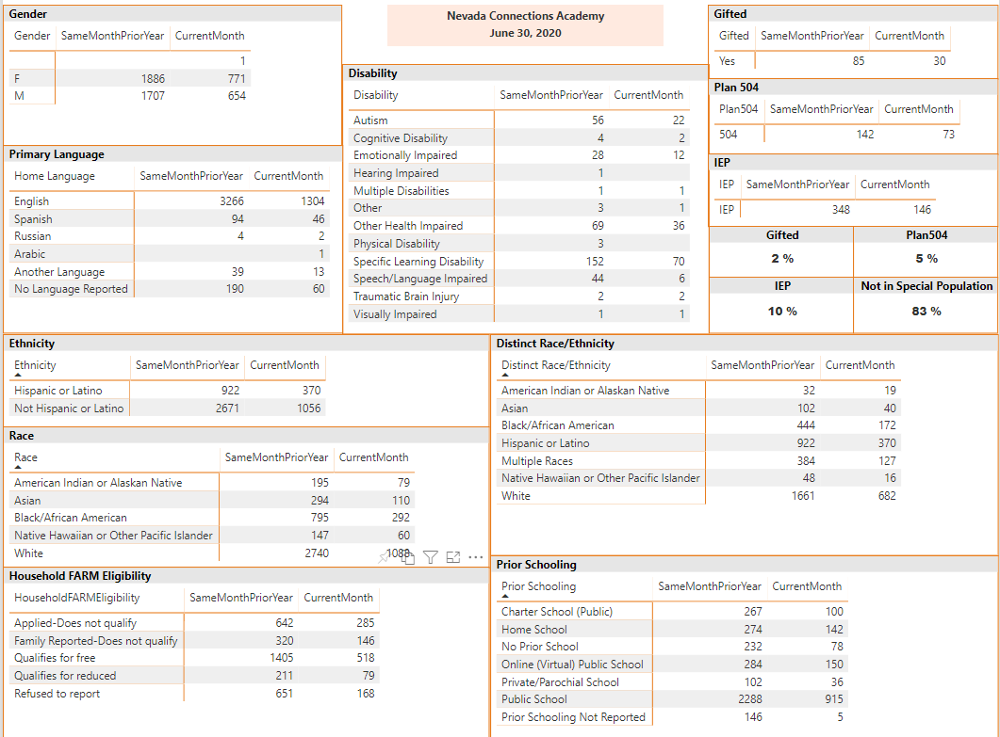 Gender
Gender SameMonthPriorYear CurrentMonth
1
F 1886 771
M 1707 654
Primary Language
Home Language SameMonthPriorYear CurrentMonth
English 3266 1304
Spanish 94 46
Russian 4 2
Arabic 1
Another Language 39 13
No Language Reported 190 60
Nevada Connections Academy
June 30, 2020
Disability
Disability SameMonthPriorYear CurrentMonth
Autism 56 22
Cognitive Disability 4 2
Emotionally Impaired 28 12
Hearing Impaired 1
Multiple Disabilities 1 1
Other 3 1
Other Health Impaired 69 36
Physical Disability 3
Specific Learning Disability 152 70
Speech/Language Impaired 44 6
Traumatic Brain Injury 2 2
Visually Impaired 1 1
Gifted
Gifted SameMonthPriorYear CurrentMonth
Yes 85 30
Plan 504
Plan504 SameMonthPriorYear CurrentMonth
504 142 73
IEP
IEP SameMonthPriorYear CurrentMonth
IEP 348 146
Gifted Plan504
2 % 5 %
IEP Not in Special Population
10 % 83 %
Ethnicity
Ethnicity SameMonthPriorYear CurrentMonth
Hispanic or Latino 922 370
Not Hispanic or Latino 2671 1056
Race
Race SameMonthPriorYear CurrentMonth
American Indian or Alaskan Native 195 79
Asian 294 110
Black/African American 795 292
Native Hawaiian or Other Pacific Islander 147 60
White 2740 1088
Household FARM Eligibility
HouseholdFARMEligibility SameMonthPriorYear CurrentMonth
Applied-Does not qualify 642 285
Family Reported-Does not qualify 320 146
Qualifies for free 1405 518
Qualifies for reduced 211 79
Refused to report 651 168
Distinct Race/Ethnicity
Distinct Race/Ethnicity SameMonthPriorYear CurrentMonth
American Indian or Alaskan Native 32 19
Asian 102 40
Black/African American 444 172
Hispanic or Latino 922 370
Multiple Races 384 127
Native Hawaiian or Other Pacific Islander 48 16
White 1661 682
Prior Schooling
Prior Schooling SameMonthPriorYear CurrentMonth
Charter School (Public) 267 100
Home School 274 142
No Prior School 232 78
Online (Virtual) Public School 284 150
Private/Parochial School 102 36
Public School 2288 915
Prior Schooling Not Reported 146 5